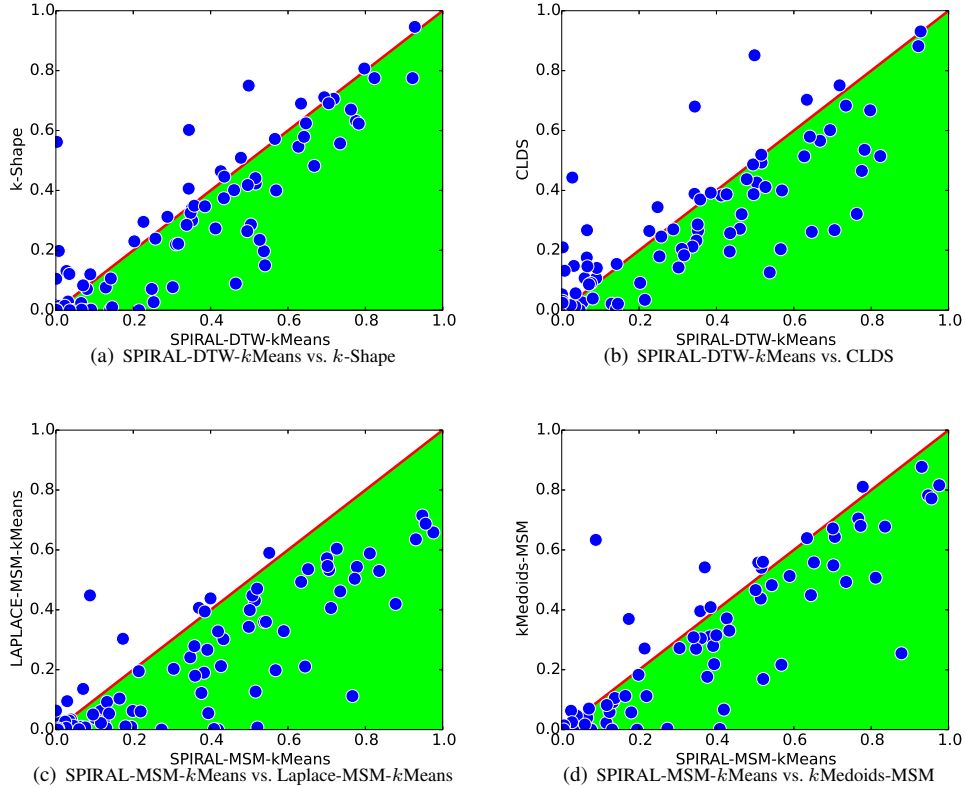 1.0
0.8
0.6
0.4
0.2
0.0
k-Shape
0.0 0.2 0.4 0.6 0.8 1.0
SPIRAL-DTW-kMeans
(a) SPIRAL-DTW-kMeans vs. k-Shape
1.0
0.8
0.6
0.4
0.2
0.0
CLDS
0.0 0.2 0.4 0.6 0.8 1.0
SPIRAL-DTW-kMeans
(b) SPIRAL-DTW-kMeans vs. CLDS
1.0
0.8
0.6
0.4
0.2
0.0
LAPLACE-MSM-kMeans
0.0 0.2 0.4 0.6 0.8 1.0
SPIRAL-MSM-kMeans
(c) SPIRAL-MSM-kMeans vs. Laplace-MSM-kMeans
1.0
0.8
0.6
0.4
0.2
0.0
kMedoids-MSM
0.0 0.2 0.4 0.6 0.8 1.0
SPIRAL-MSM-kMeans
(d) SPIRAL-MSM-kMeans vs. kMedoids-MSM